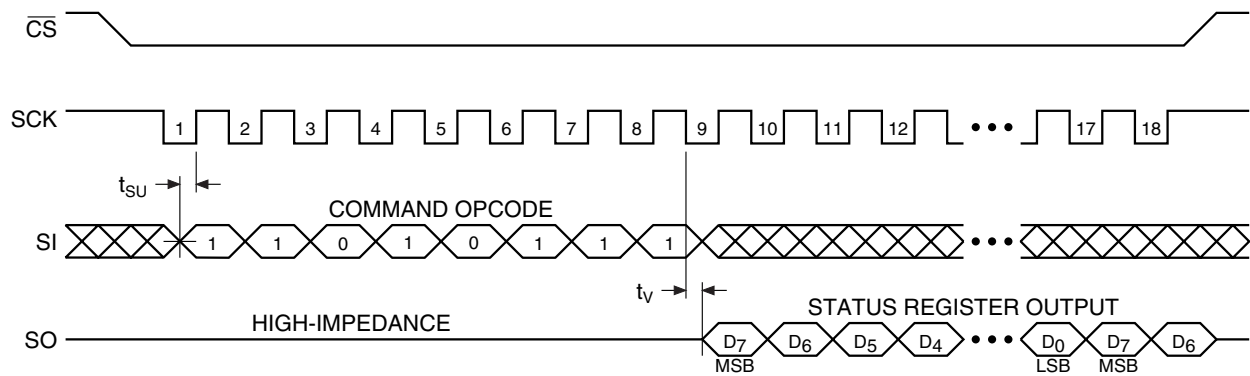 CS
SCK 1 2 3 4 5 6 7 8 9 10 11 12 17 18
tSU
COMMAND OPCODE
SI 1 1 0 1 0 1 1 1
tV
HIGH-IMPEDANCE
STATUS REGISTER OUTPUT
SO D7 D6 D5 D4 D0 D7 D6
MSB LSB MSB